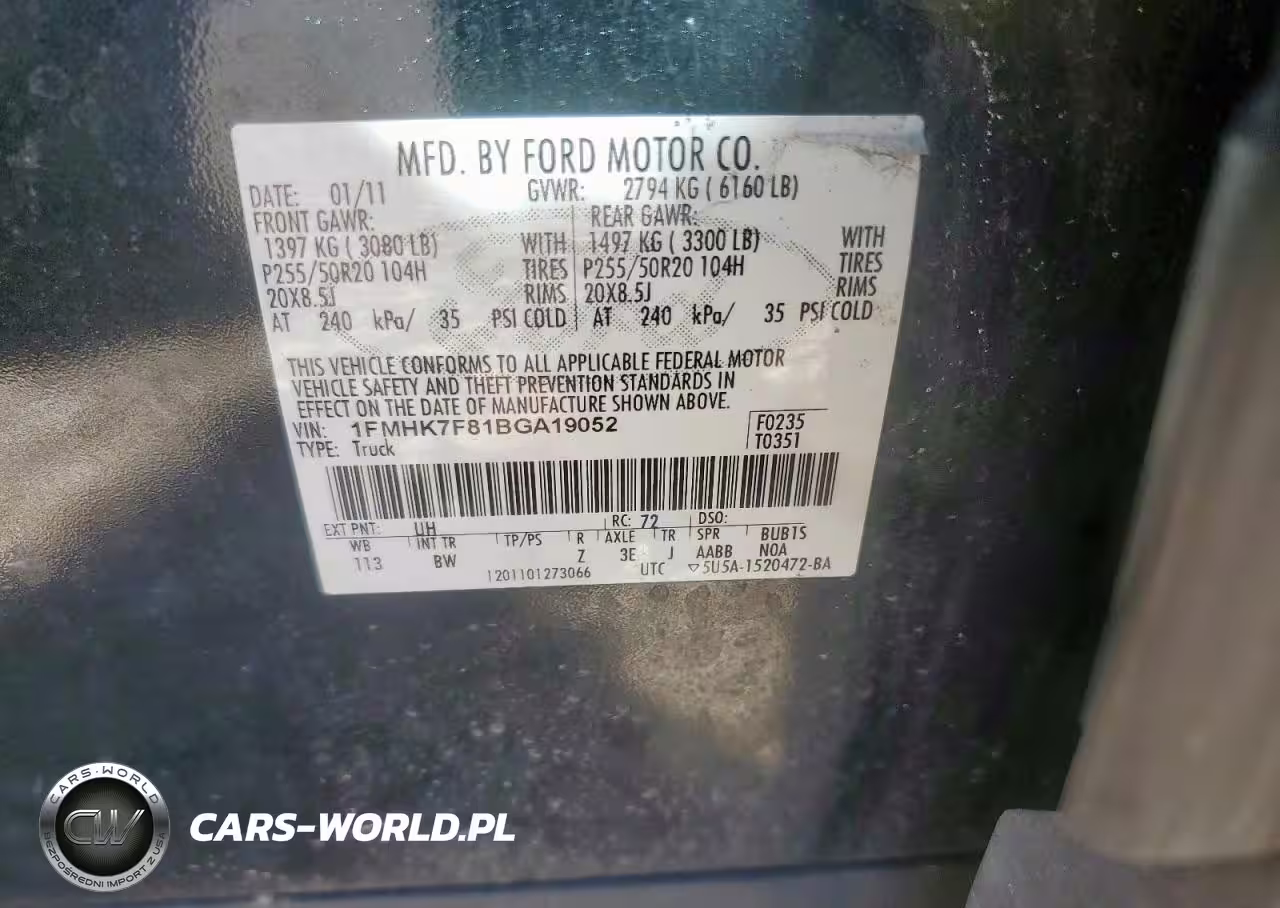 MFD. BY FORD MOTOR CO.
DATE: 01/11 GVWR: 2794 KG ( 6160 LB)
FRONT GAWR: REAR GAWR:
1397 KG ( 3080 LB) WITH 1497 KG ( 3300 LB) WITH
P255/50R20 104H TIRES P255/50R20 104H TIRES
20X8.5J RIMS 20X8.5J RIMS
AT 240 kPa/ 35 PSI COLD AT 240 kPa/ 35 PSI COLD
THIS VEHICLE CONFORMS TO ALL APPLICABLE FEDERAL MOTOR
VEHICLE SAFETY AND THEFT PREVENTION STANDARDS IN
EFFECT ON THE DATE OF MANUFACTURE SHOWN ABOVE.
VIN: 1FMHK7F81BGA19052 F0235
TYPE: Truck T0351
EXT PNT: UH RC: 72 DSO:
WB INT TR TP/PS R AXLE TR SPR BUBTS
113 BW Z 3E J AABB NOA
1201101273066 UTC ▽5U5A-1520472-BA
CARS-WORLD
CW
BEZPOŚREDNI IMPORT Z USA
CARS-WORLD.PL